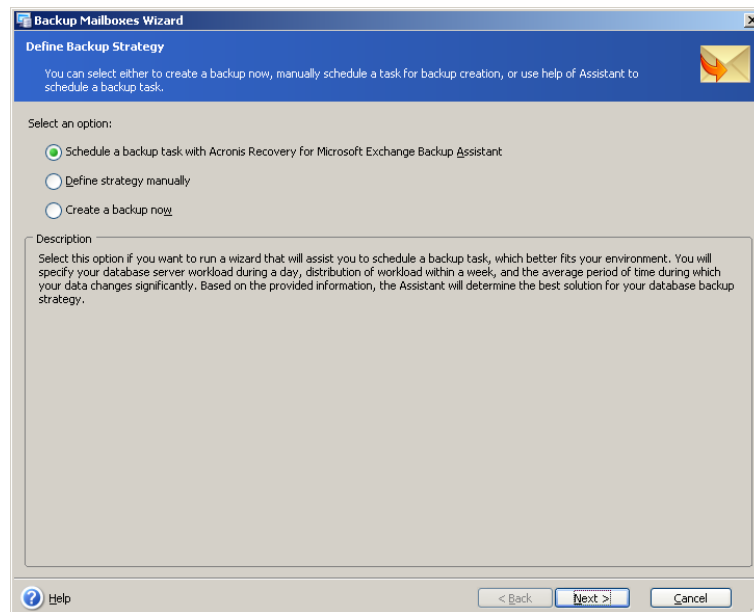 Backup Mailboxes Wizard
Define Backup Strategy
You can select either to create a backup now, manually schedule a task for backup creation, or use help of Assistant to
schedule a backup task.
Select an option:
Schedule a backup task with Acronis Recovery for Microsoft Exchange Backup Assistant
Define strategy manually
Create a backup now
Description
Select this option if you want to run a wizard that will assist you to schedule a backup task, which better fits your environment. You will
specify your database server workload during a day, distribution of workload within a week, and the average period of time during which
your data changes significantly. Based on the provided information, the Assistant will determine the best solution for your database backup
strategy.
Help
< Back
Next >
Cancel